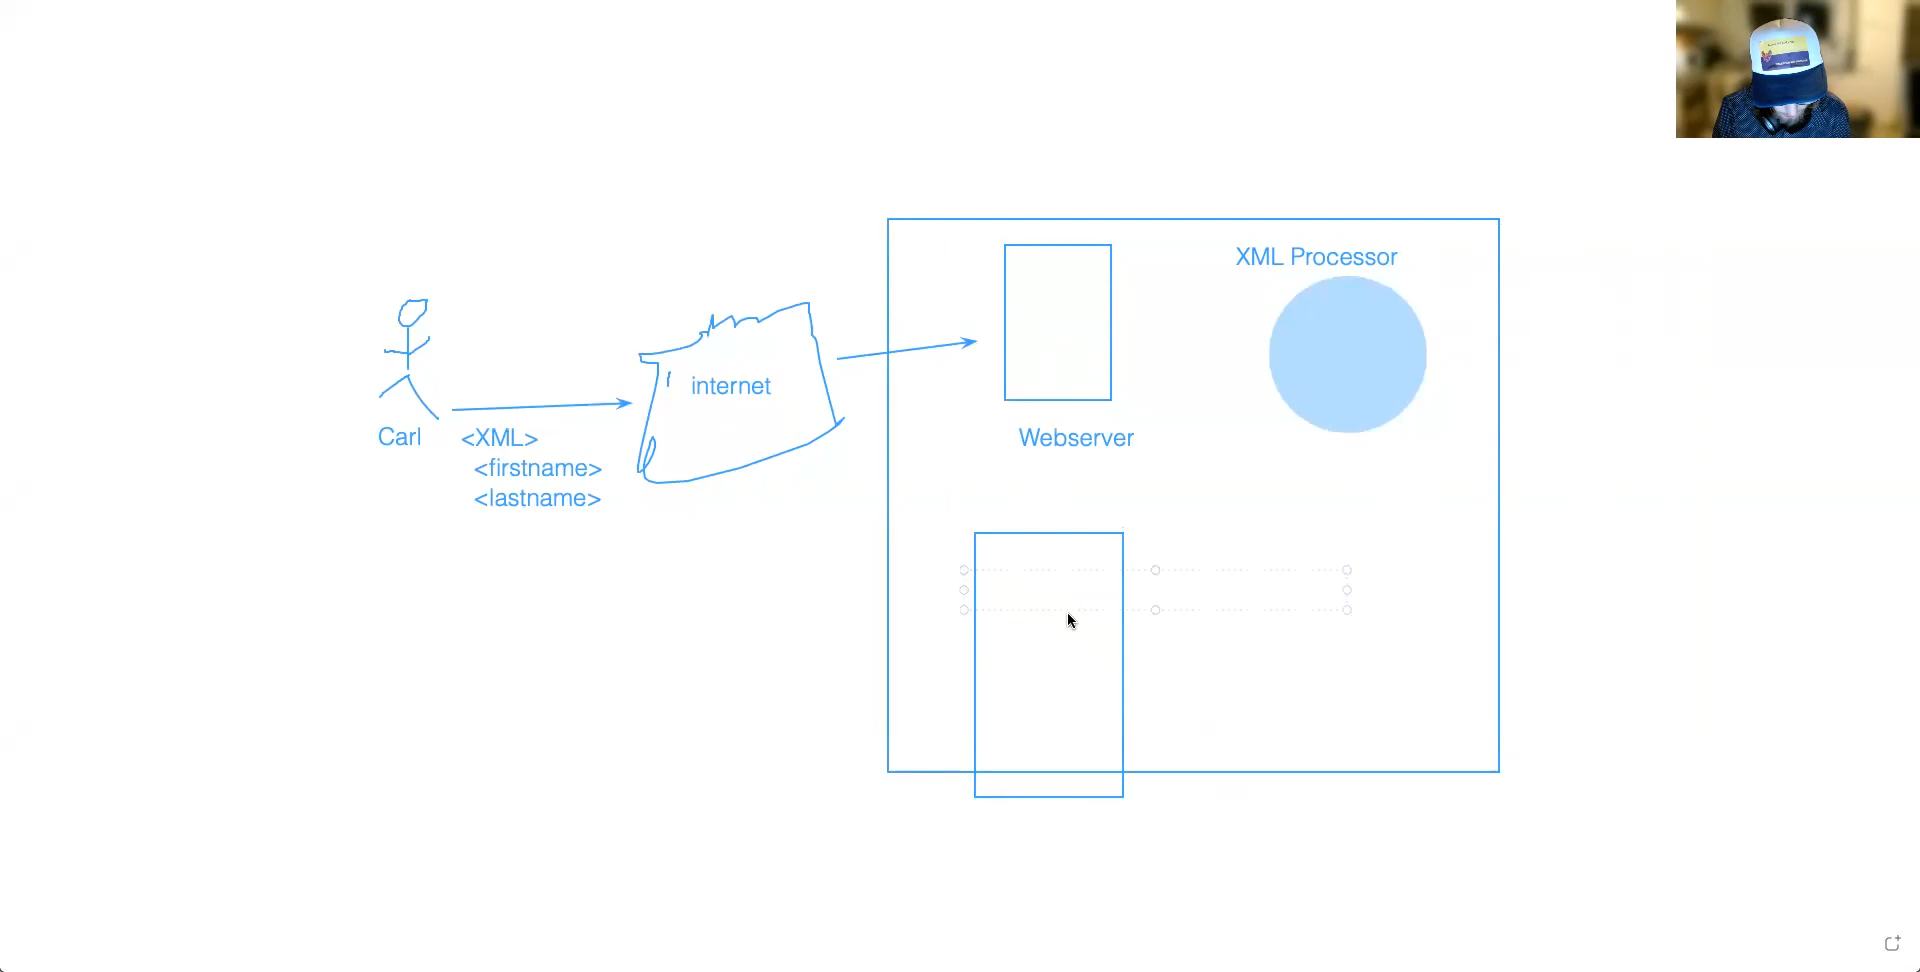 XML Processor
internet
Carl
<XML>
<firstname>
<lastname>
Webserver